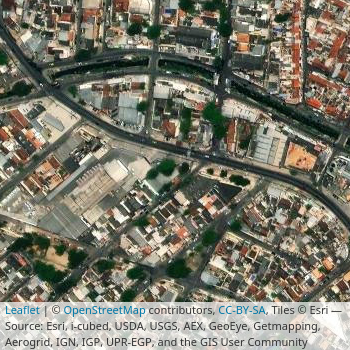 Leaflet | © OpenStreetMap contributors, CC-BY-SA, Tiles © Esri —
Source: Esri, i-cubed, USDA, USGS, AEX, GeoEye, Getmapping,
Aerogrid, IGN, IGP, UPR-EGP, and the GIS User Community